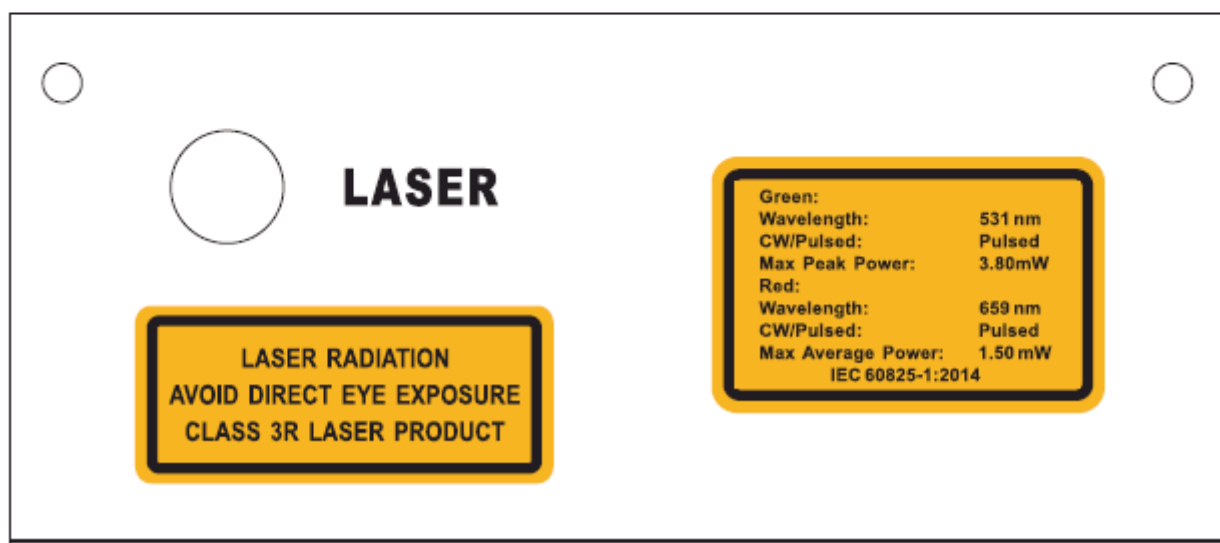 LASER
LASER RADIATION
AVOID DIRECT EYE EXPOSURE
CLASS 3R LASER PRODUCT
Green:
Wavelength: 531 nm
CW/Pulsed: Pulsed
Max Peak Power: 3.80mW
Red:
Wavelength: 659 nm
CW/Pulsed: Pulsed
Max Average Power: 1.50 mW
IEC 60825-1:2014